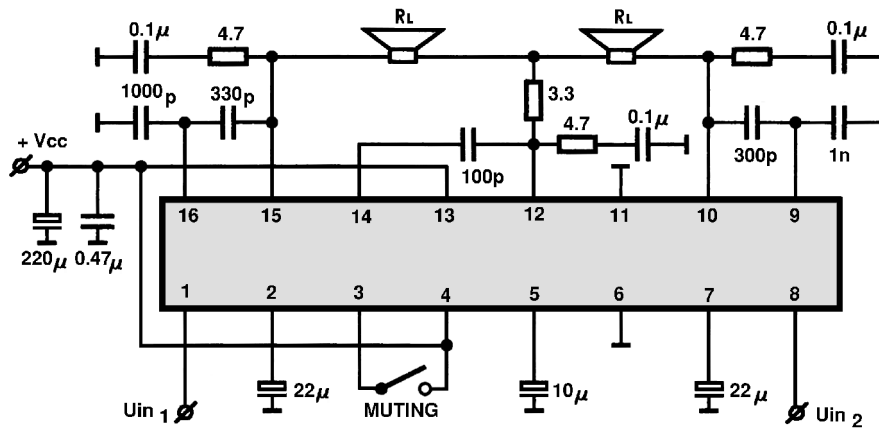 0.1μ 4.7 RL RL 4.7 0.1μ
1000p 330p 3.3
4.7 0.1μ
+ Vcc 100p 300p 1n
16 15 14 13 12 11 10 9
220μ 0.47μ
1 2 3 4 5 6 7 8
22μ 10μ 22μ
Uin 1 MUTING Uin 2